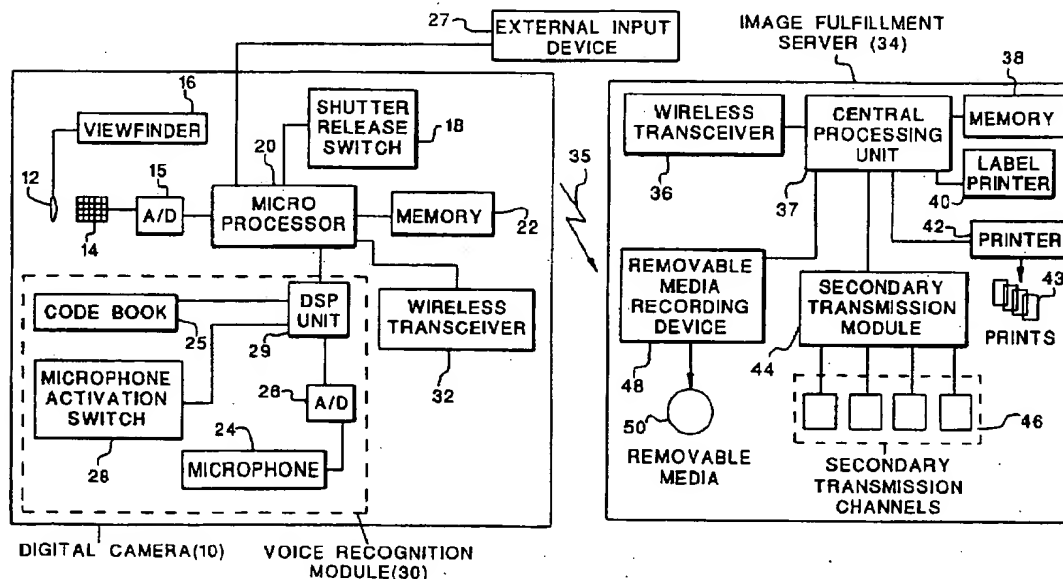 27
EXTERNAL INPUT
DEVICE
IMAGE FULFILLMENT
SERVER (34)
16
VIEWFINDER
SHUTTER
RELEASE
SWITCH
18
20
12
15
A/D
14
MICRO
PROCESSOR
MEMORY
22
35
CODE BOOK
25
DSP
UNIT
29
WIRELESS
TRANSCEIVER
32
MICROPHONE
ACTIVATION
SWITCH
28
28
A/D
24
MICROPHONE
DIGITAL CAMERA(10)
VOICE RECOGNITION
MODULE(30)
WIRELESS
TRANSCEIVER
36
CENTRAL
PROCESSING
UNIT
37
38
MEMORY
LABEL
PRINTER
40
42
PRINTER
43
PRINTS
REMOVABLE
MEDIA
RECORDING
DEVICE
48
SECONDARY
TRANSMISSION
MODULE
44
50
REMOVABLE
MEDIA
46
SECONDARY
TRANSMISSION
CHANNELS